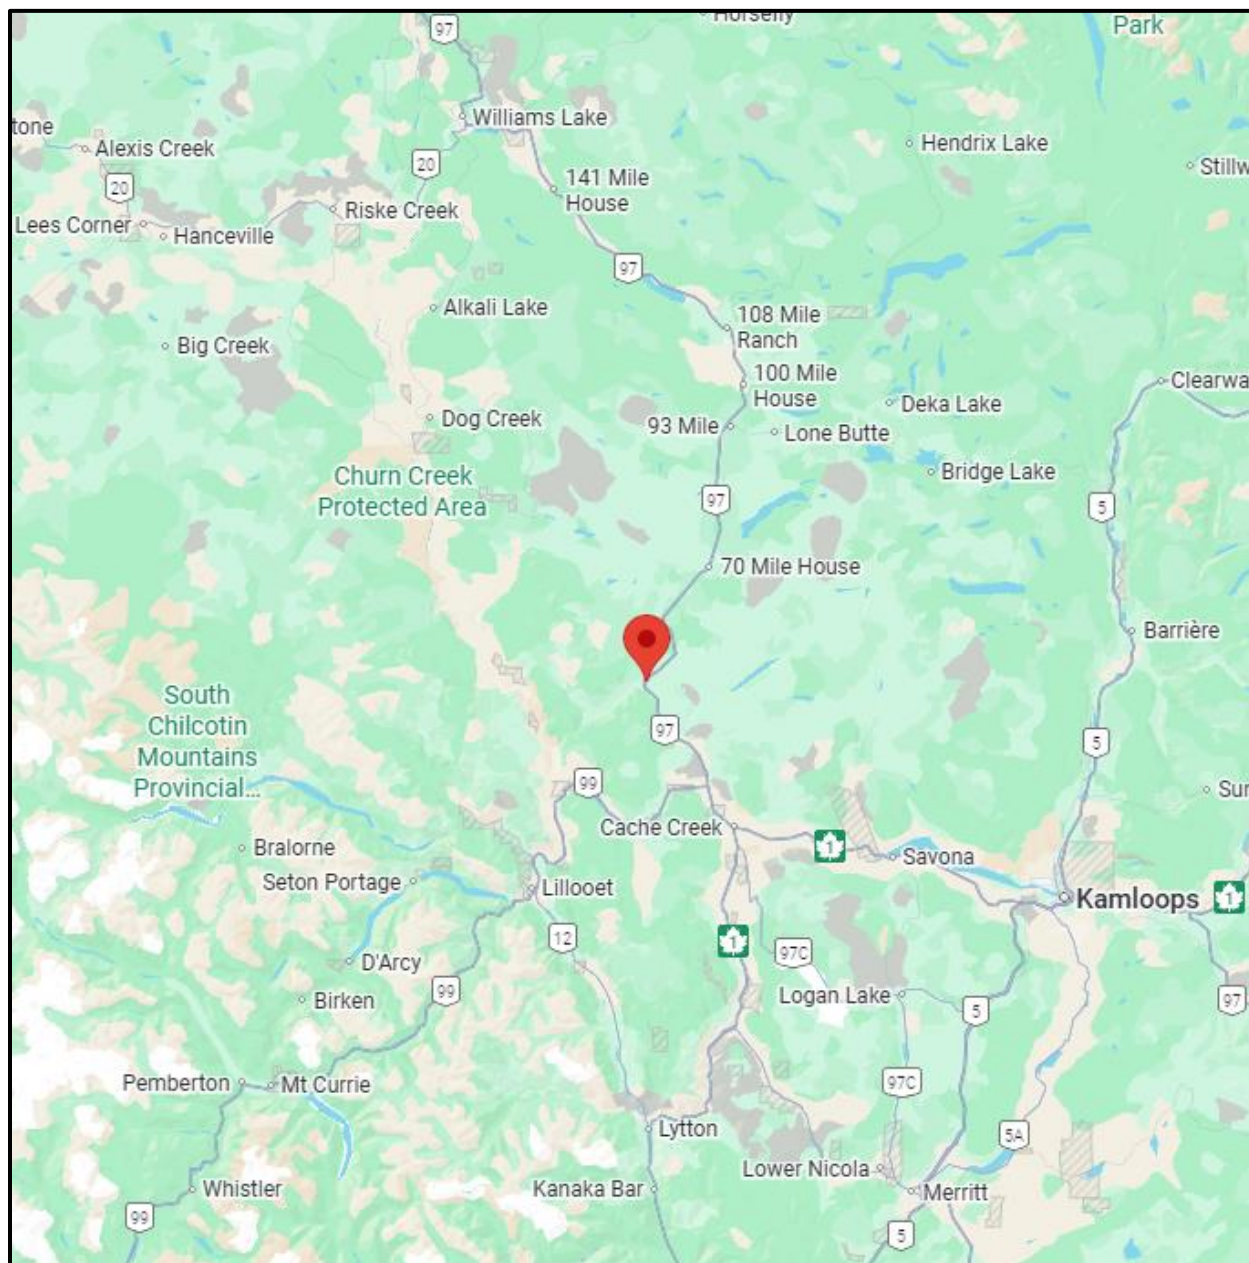 Horsefly
Park
97
Williams Lake
tone
Alexis Creek
20
20
Hendrix Lake
Stillw
141 Mile
House
Lees Corner
Hanceville
Riske Creek
97
Alkali Lake
108 Mile
Ranch
Big Creek
100 Mile
House
Clearwa
Deka Lake
Dog Creek
93 Mile
Lone Butte
Bridge Lake
Churn Creek
Protected Area
97
5
70 Mile House
Barrière
South
Chilcotin
Mountains
Provincial...
97
5
99
Sur
Cache Creek
1
Bralorne
Savona
Seton Portage
Lillooet
Kamloops
1
12
1
97C
D'Arcy
99
Birken
Logan Lake
5
97
Pemberton
Mt Currie
97C
Lytton
5A
Lower Nicola
Whistler
Kanaka Bar
Merritt
99
5